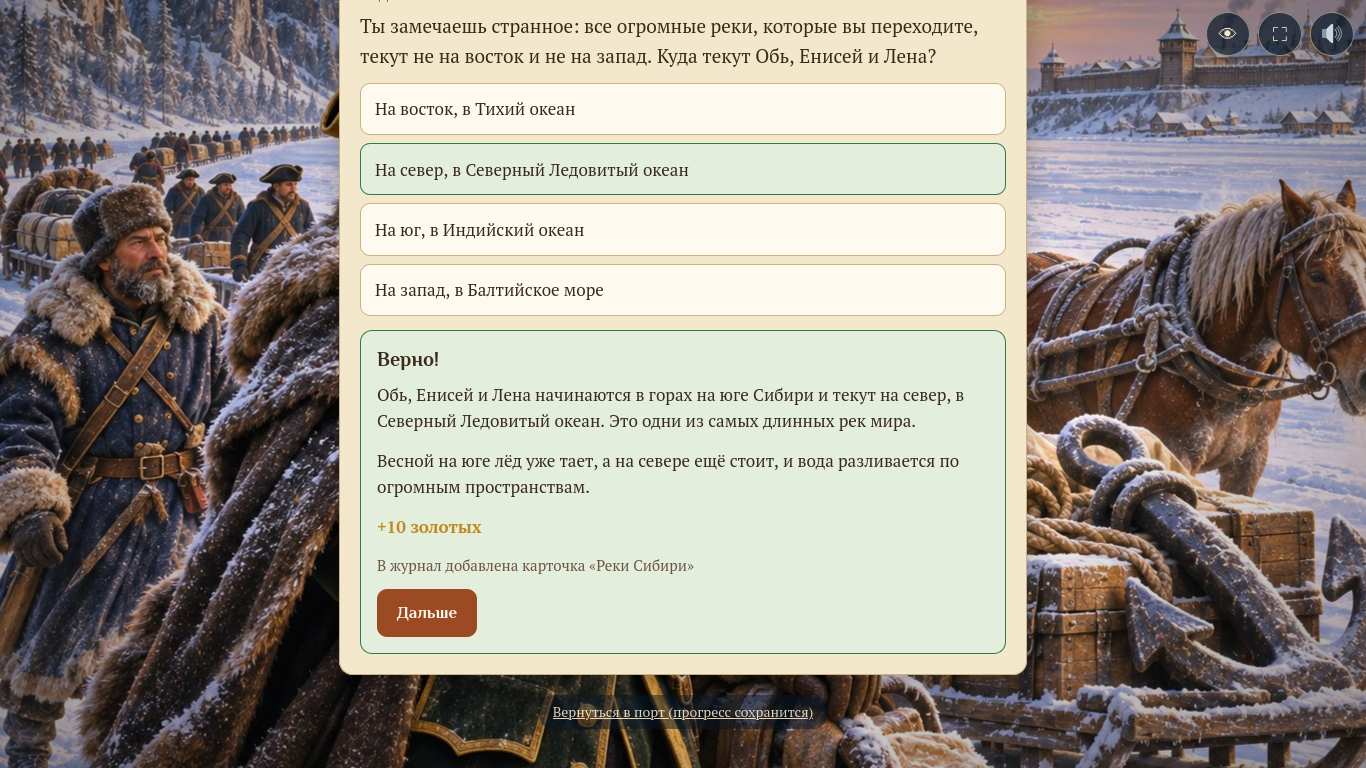 Ты замечаешь странное: все огромные реки, которые вы переходите,
текут не на восток и не на запад. Куда текут Обь, Енисей и Лена?
На восток, в Тихий океан
На север, в Северный Ледовитый океан
На юг, в Индийский океан
На запад, в Балтийское море
Верно!
Обь, Енисей и Лена начинаются в горах на юге Сибири и текут на север, в
Северный Ледовитый океан. Это одни из самых длинных рек мира.
Весной на юге лёд уже тает, а на севере ещё стоит, и вода разливается по
огромным пространствам.
+10 золотых
В журнал добавлена карточка «Реки Сибири»
Дальше
Вернуться в порт (прогресс сохранится)